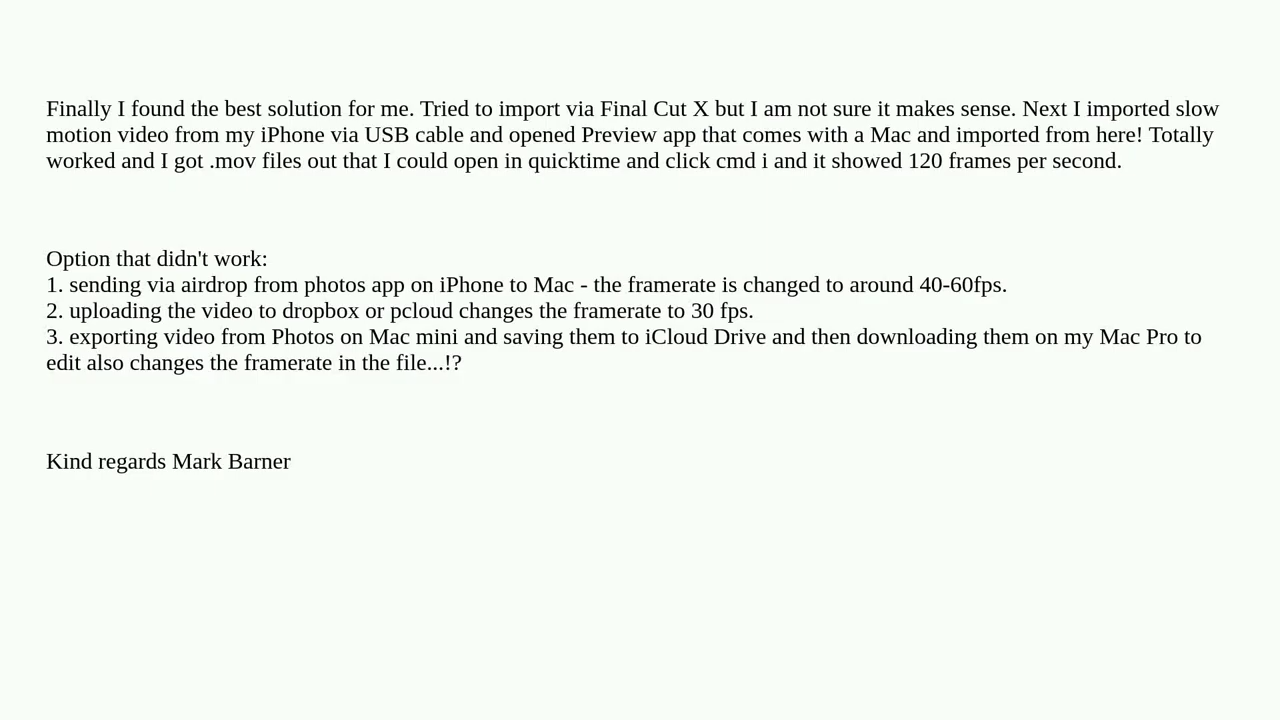 Finally I found the best solution for me. Tried to import via Final Cut X but I am not sure it makes sense. Next I imported slow
motion video from my iPhone via USB cable and opened Preview app that comes with a Mac and imported from here! Totally
worked and I got .mov files out that I could open in quicktime and click cmd i and it showed 120 frames per second.
Option that didn't work:
1. sending via airdrop from photos app on iPhone to Mac - the framerate is changed to around 40-60fps.
2. uploading the video to dropbox or pcloud changes the framerate to 30 fps.
3. exporting video from Photos on Mac mini and saving them to iCloud Drive and then downloading them on my Mac Pro to
edit also changes the framerate in the file...!?
Kind regards Mark Barner